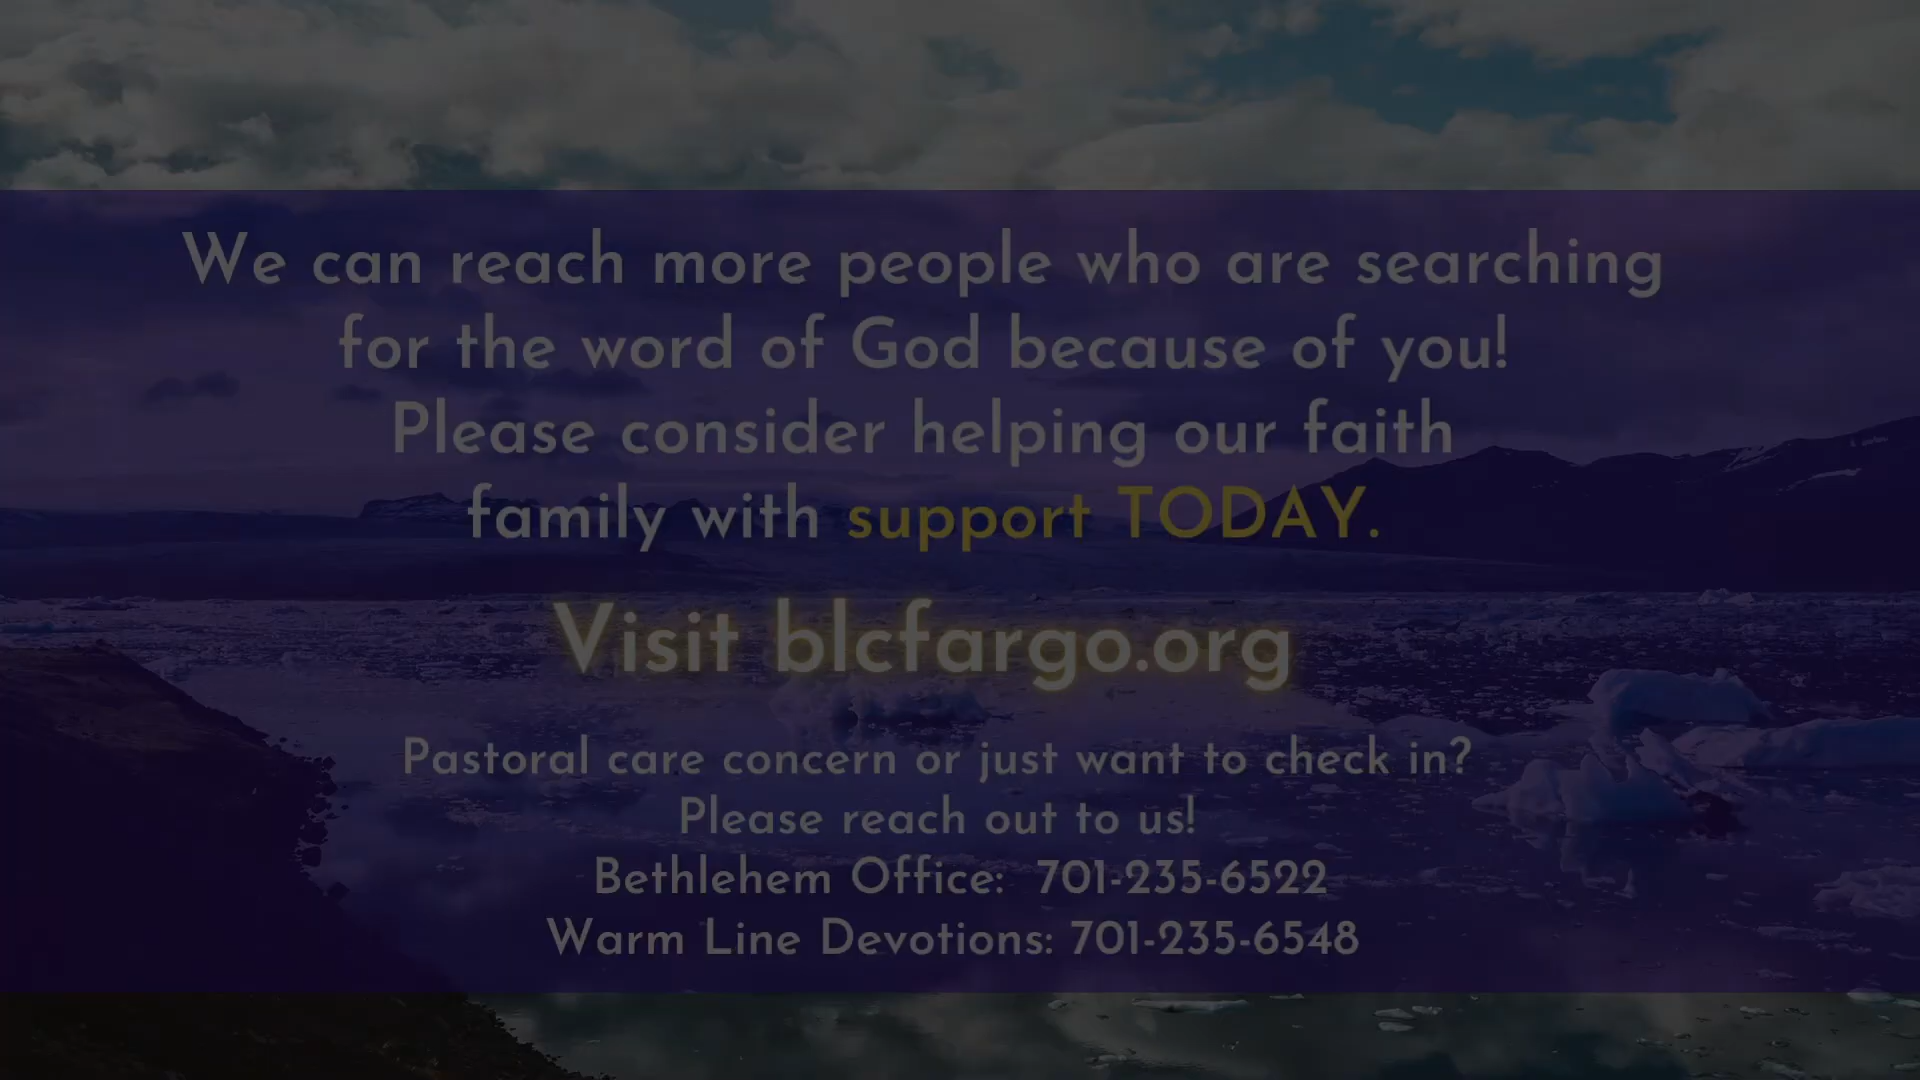 We can reach more people who are searching
for the word of God because of you!
Please consider helping our faith
family with support TODAY.
Visit blcfargo.org
Pastoral care concern or just want to check in?
Please reach out to us!
Bethlehem Office: 701-235-6522
Warm Line Devotions: 701-235-6548